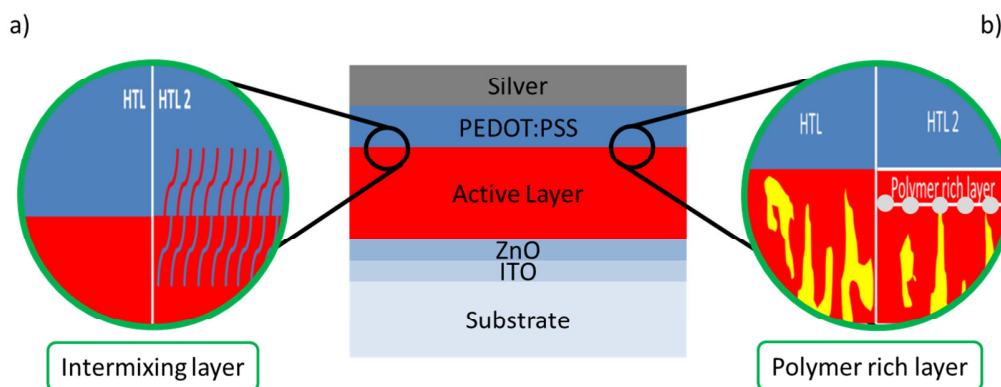 a)
b)
HTL
HTL 2
Silver
PEDOT:PSS
Active Layer
ZnO
ITO
Substrate
HTL
HTL 2
Polymer rich layer
Intermixing layer
Polymer rich layer